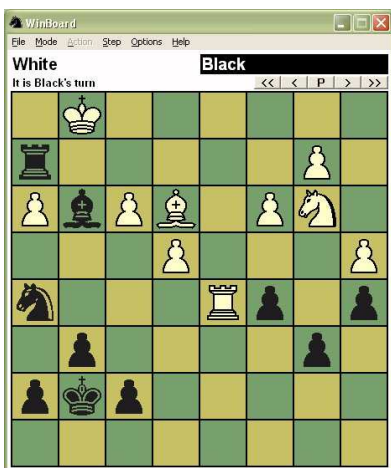 WinBoard
File Mode Action Step Options Help
White Black
It is Black's turn << < P > >>